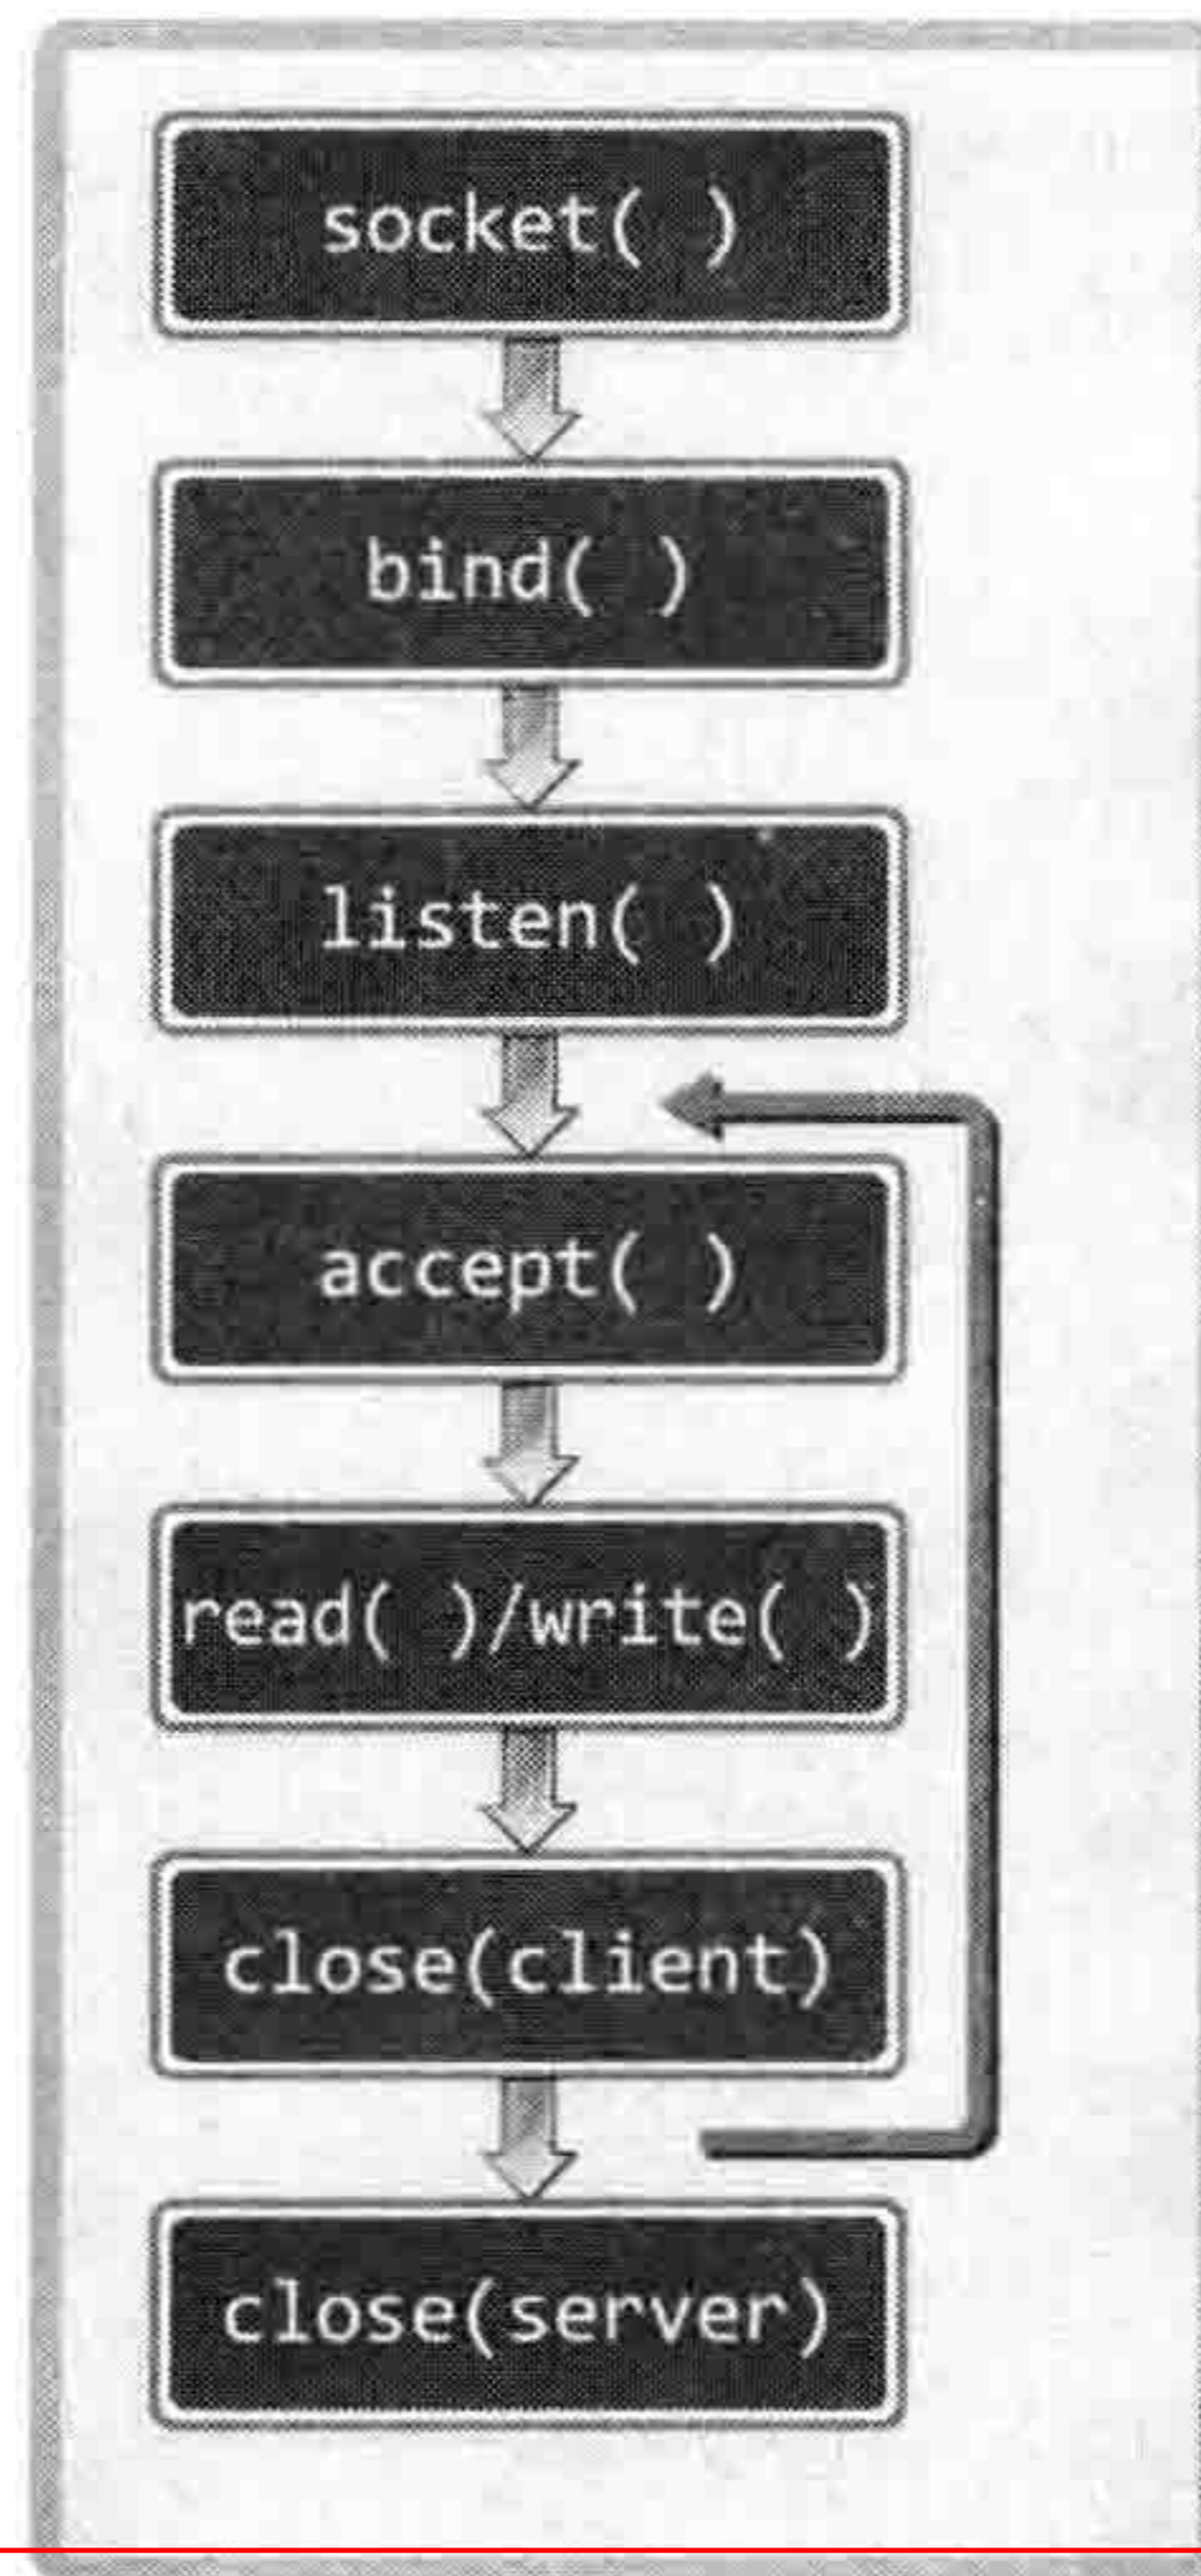 socket( )
bind( )
listen( )
accept( )
read( )/write( )
close(client)
close(server)